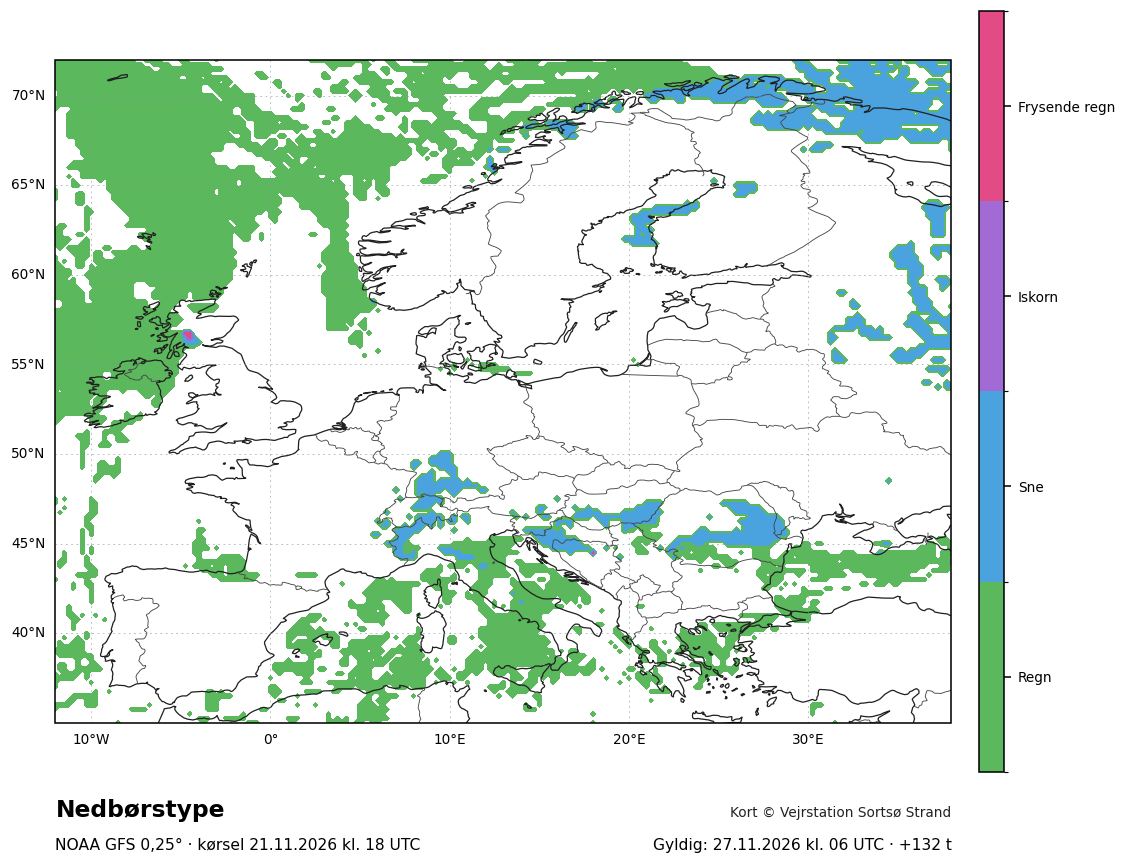 Frysende regn
Iskorn
Sne
Regn
70°N
65°N
60°N
55°N
50°N
45°N
40°N
10°W
0°
10°E
20°E
30°E
Nedbørstype
Kort © Vejrstation Sortsø Strand
NOAA GFS 0,25° · kørsel 21.11.2026 kl. 18 UTC
Gyldig: 27.11.2026 kl. 06 UTC · +132 t